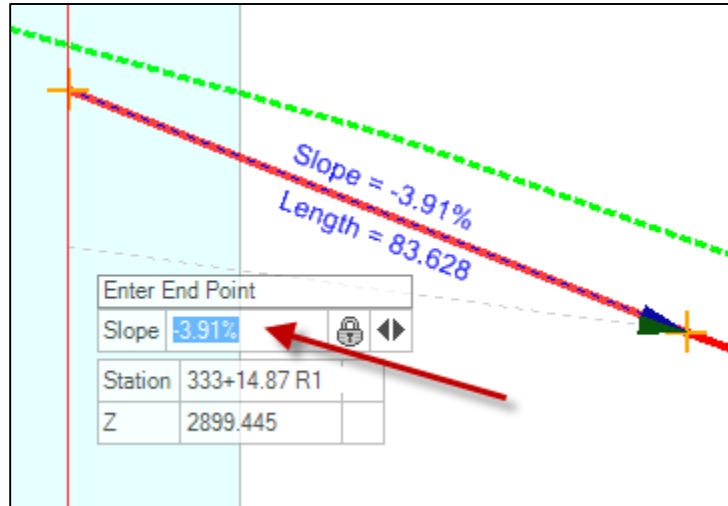 Slope = -3.91%
Length = 83.628
Enter End Point
Slope -3.91%
Station 333+14.87 R1
Z 2899.445